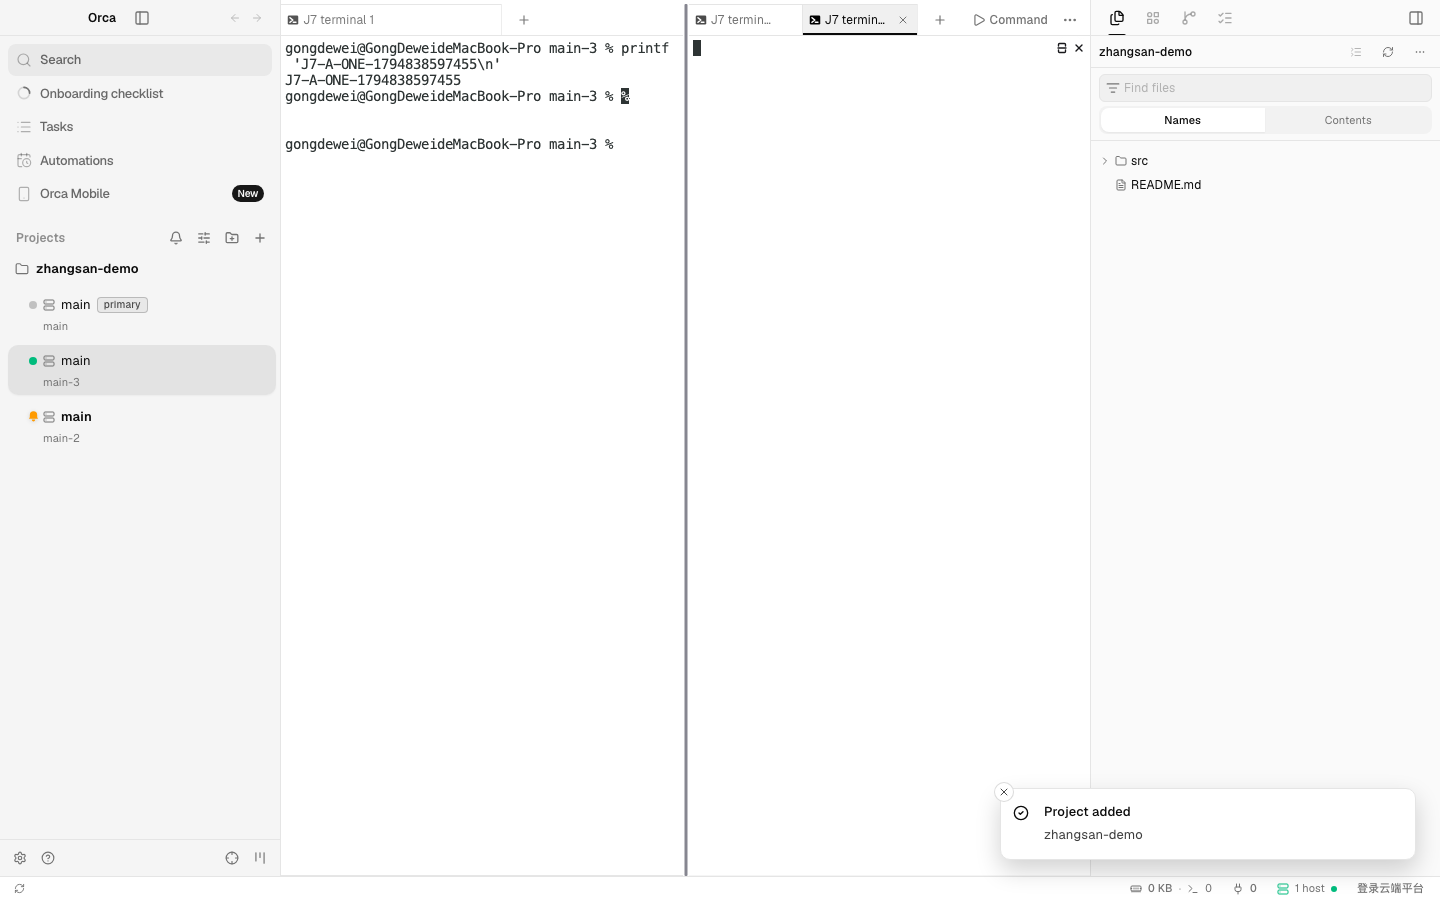 Orca
Search
Onboarding checklist
Tasks
Automations
Orca Mobile
New
Projects
zhangsan-demo
main primary
main
main
main-3
main
main-2
J7 terminal 1
gongdewei@GongDeweideMacBook-Pro main-3 % printf
'J7-A-ONE-1794838597455\n'
J7-A-ONE-1794838597455
gongdewei@GongDeweideMacBook-Pro main-3 % %
gongdewei@GongDeweideMacBook-Pro main-3 %
J7 termin...
J7 termin...
Command
zhangsan-demo
Find files
Names
Contents
src
README.md
Project added
zhangsan-demo
0 KB · 0
0
1 host
登录云端平台